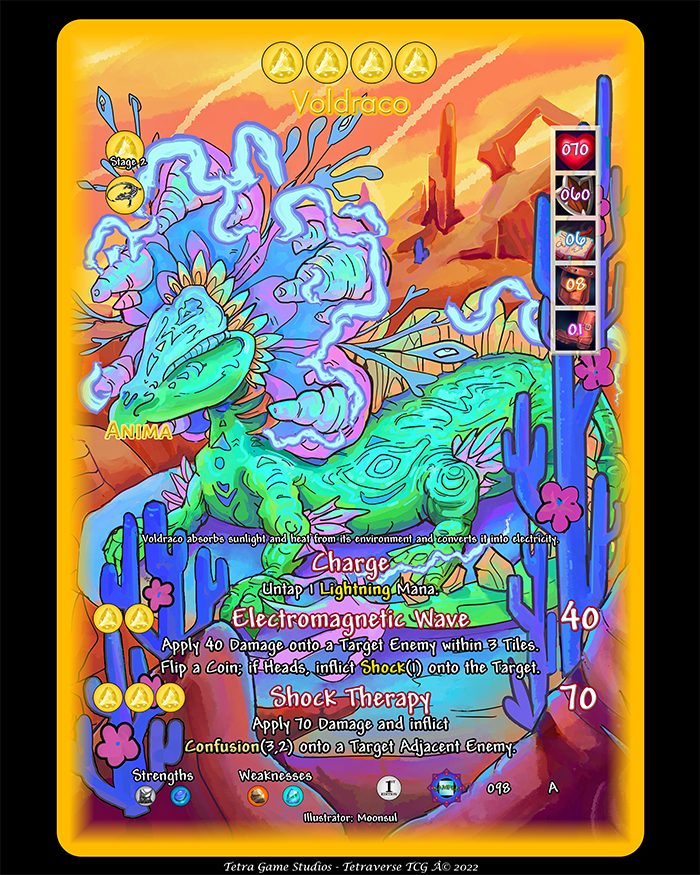 Voldraco
Stage 2
070
060
06
08
01
Anima
Voldraco absorbs sunlight and heat from its environment and converts it into electricity.
Charge
Untap 1 Lightning Mana.
Electromagnetic Wave 40
Apply 40 Damage onto a Target Enemy within 3 Tiles.
Flip a Coin; if Heads, inflict Shock(1) onto the Target.
Shock Therapy 70
Apply 70 Damage and inflict
Confusion(3,2) onto a Target Adjacent Enemy.
Strengths Weaknesses
1st Edition 098 A
Illustrator: Moonsul
Tetra Game Studios - Tetraverse TCG Â© 2022